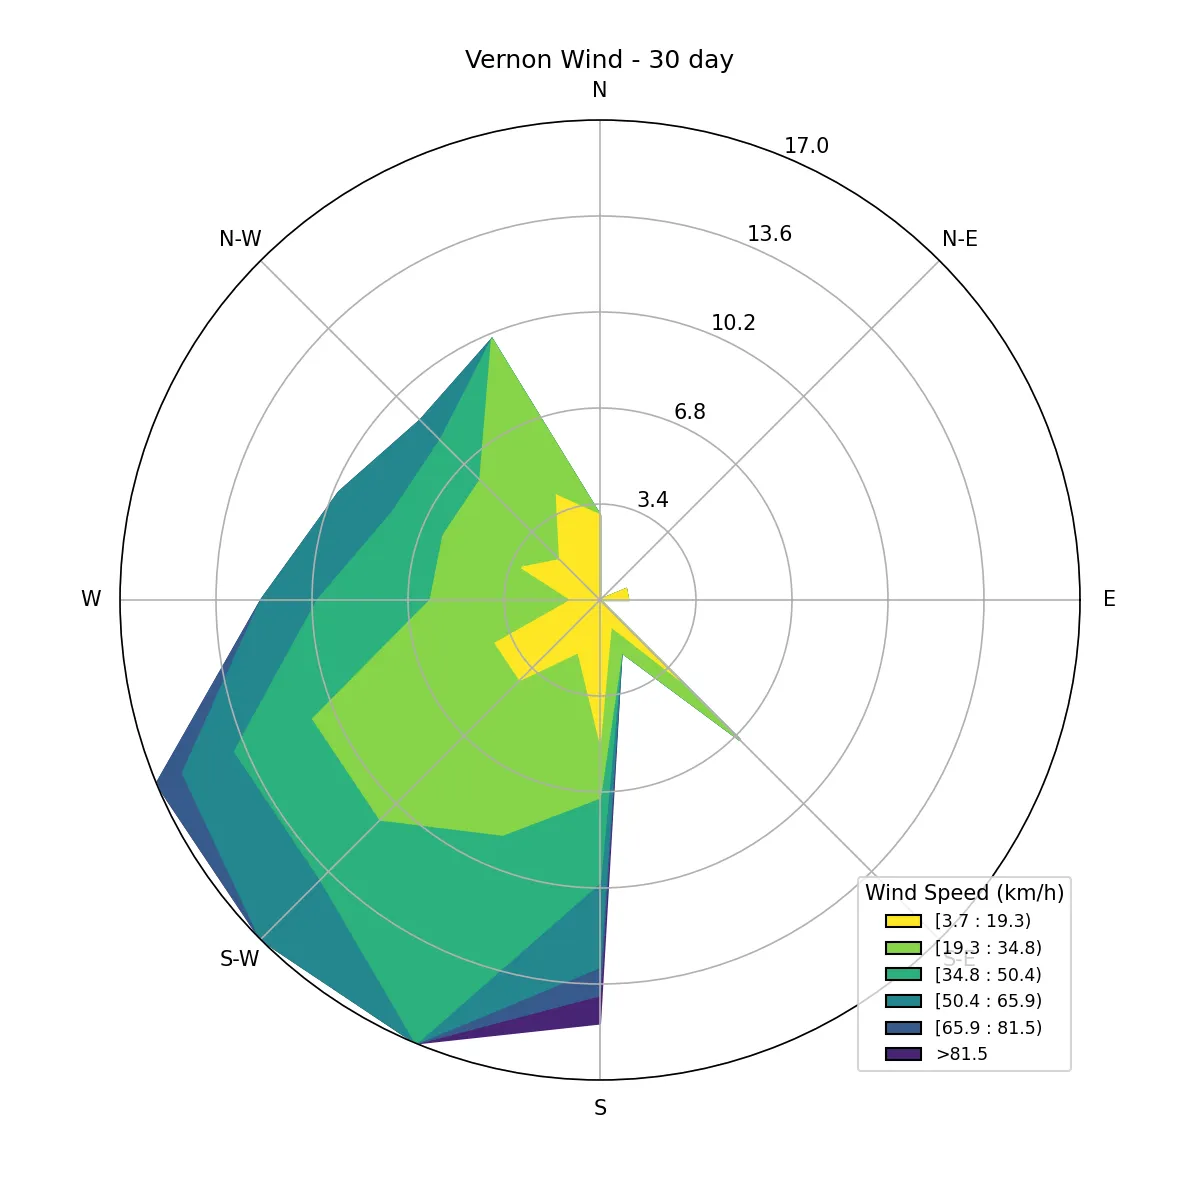 Vernon Wind - 30 day
N
17.0
N-W
13.6
N-E
10.2
6.8
3.4
W
E
Wind Speed (km/h)
[3.7 : 19.3)
[19.3 : 34.8)
S-W
S-E
[34.8 : 50.4)
[50.4 : 65.9)
[65.9 : 81.5)
>81.5
S